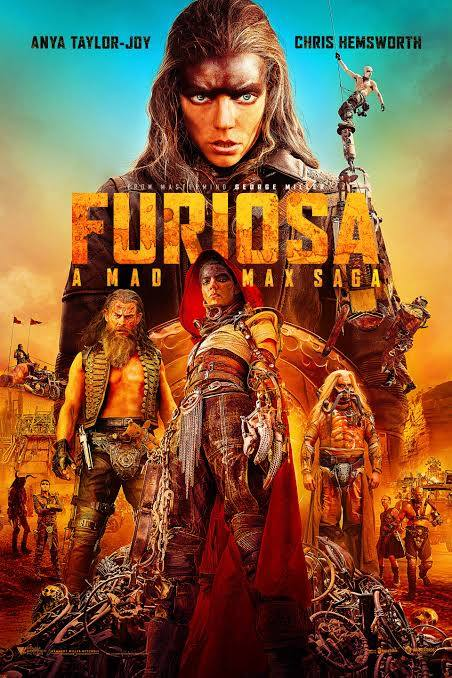 ANYA TAYLOR-JOY CHRIS HEMSWORTH
FROM MASTERMIND GEORGE MILLER
FURIOSA
A MAD MAX SAGA